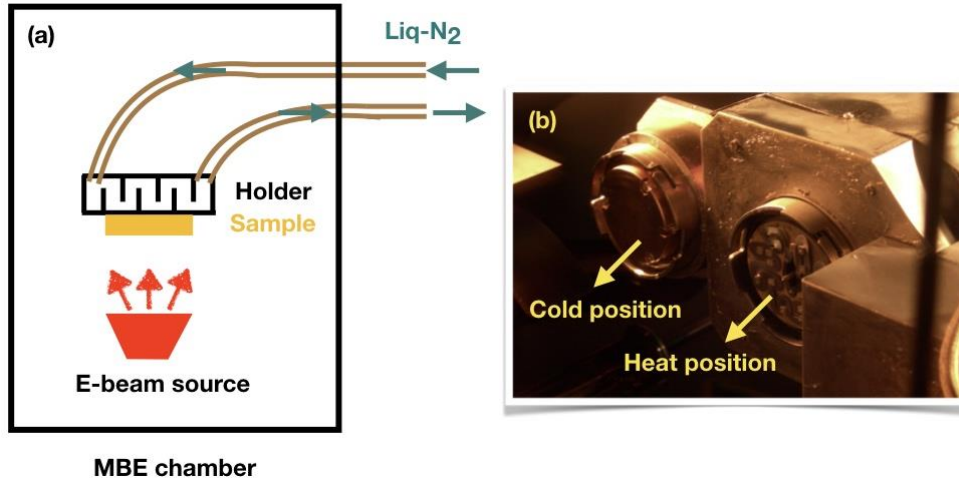 (a)
Liq-N2
Holder
Sample
E-beam source
MBE chamber
(b)
Cold position
Heat position